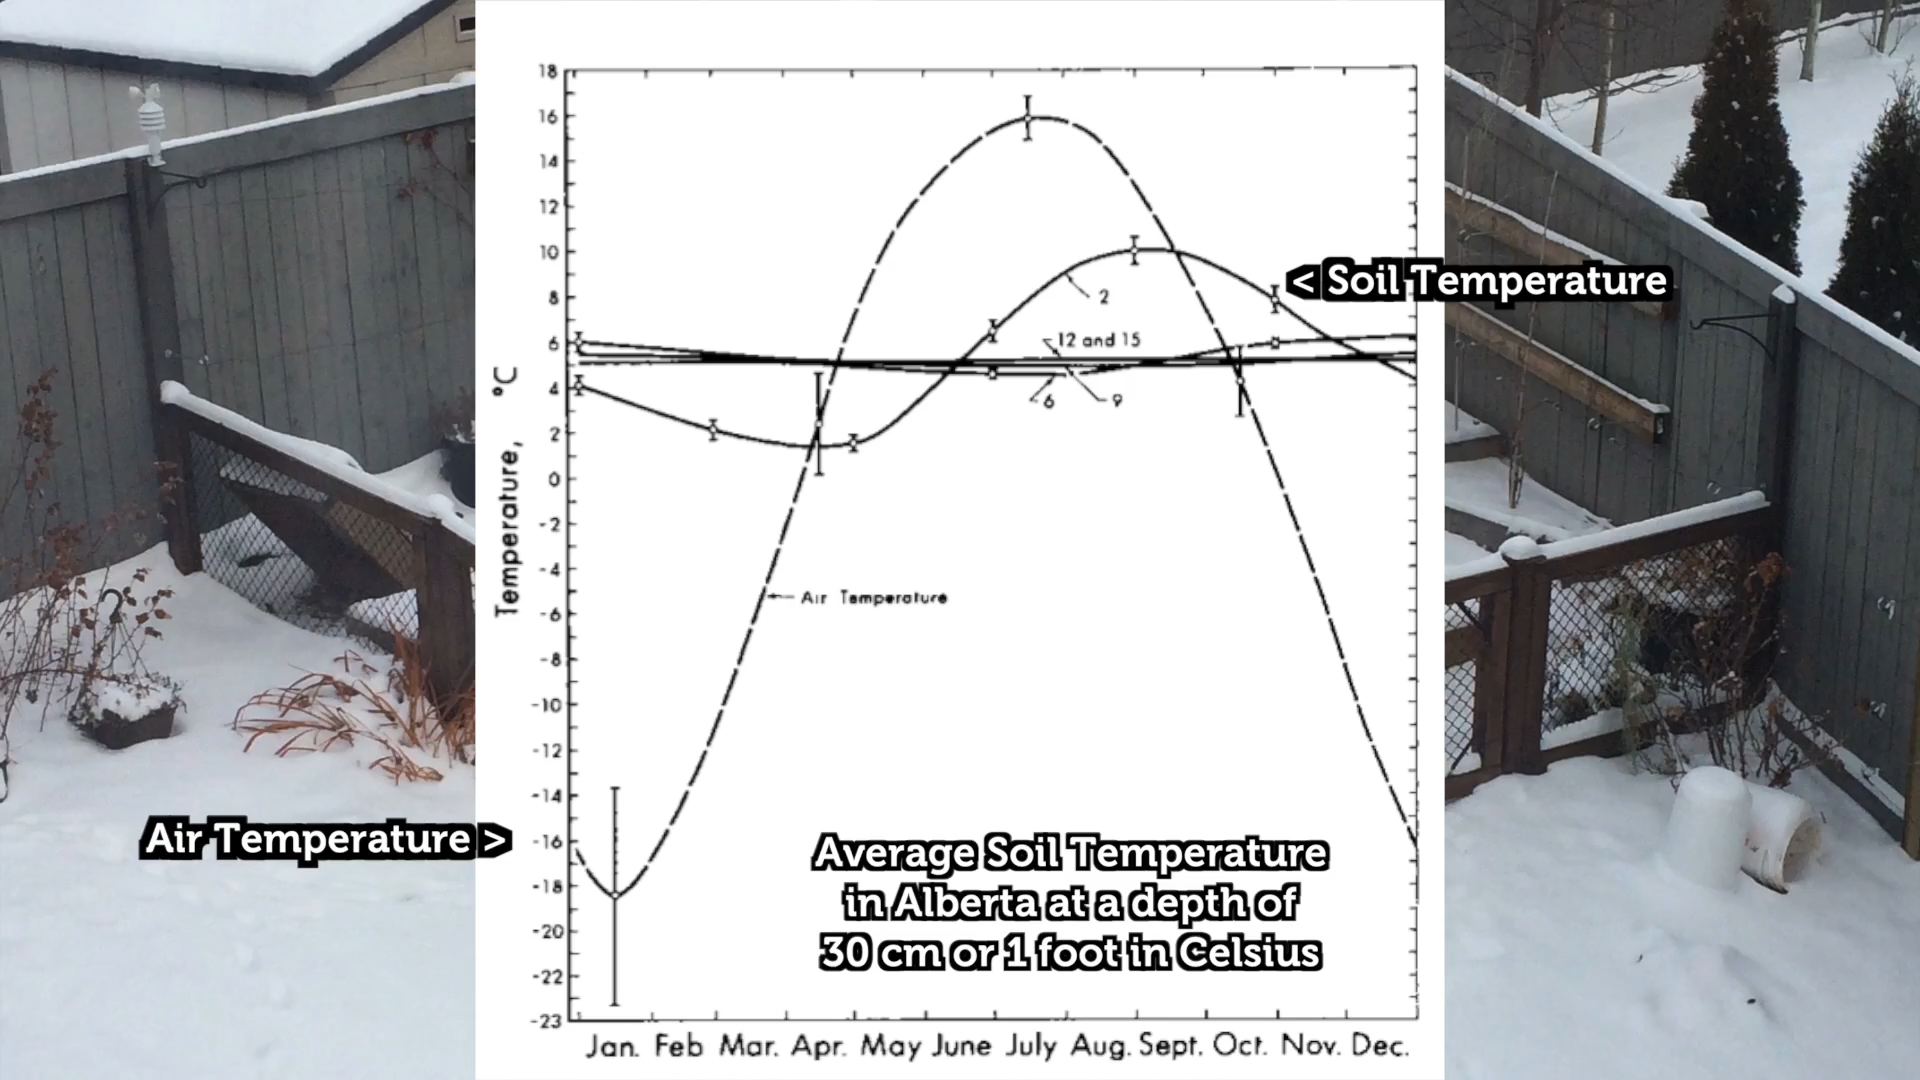 18
16
14
12
10
8
6
4
2
0
-2
-4
-6
-8
-10
-12
-14
-16
-18
-20
-22
-23
Temperature, °C
2
12 and 15
6
9
Air Temperature
< Soil Temperature
Air Temperature >
Average Soil Temperature
in Alberta at a depth of
30 cm or 1 foot in Celsius
Jan. Feb Mar. Apr. May June July Aug. Sept. Oct. Nov. Dec.